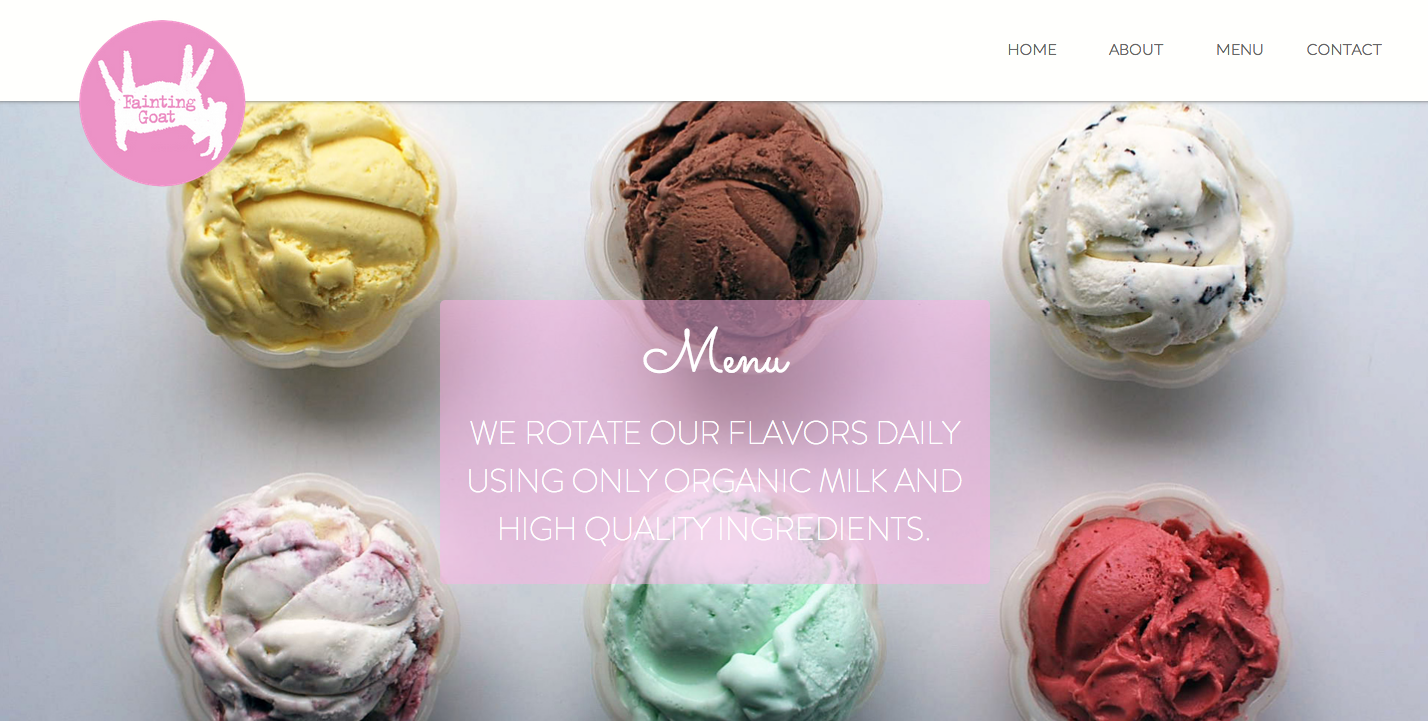 HOME ABOUT MENU CONTACT
Fainting
Goat
Menu
WE ROTATE OUR FLAVORS DAILY
USING ONLY ORGANIC MILK AND
HIGH QUALITY INGREDIENTS.